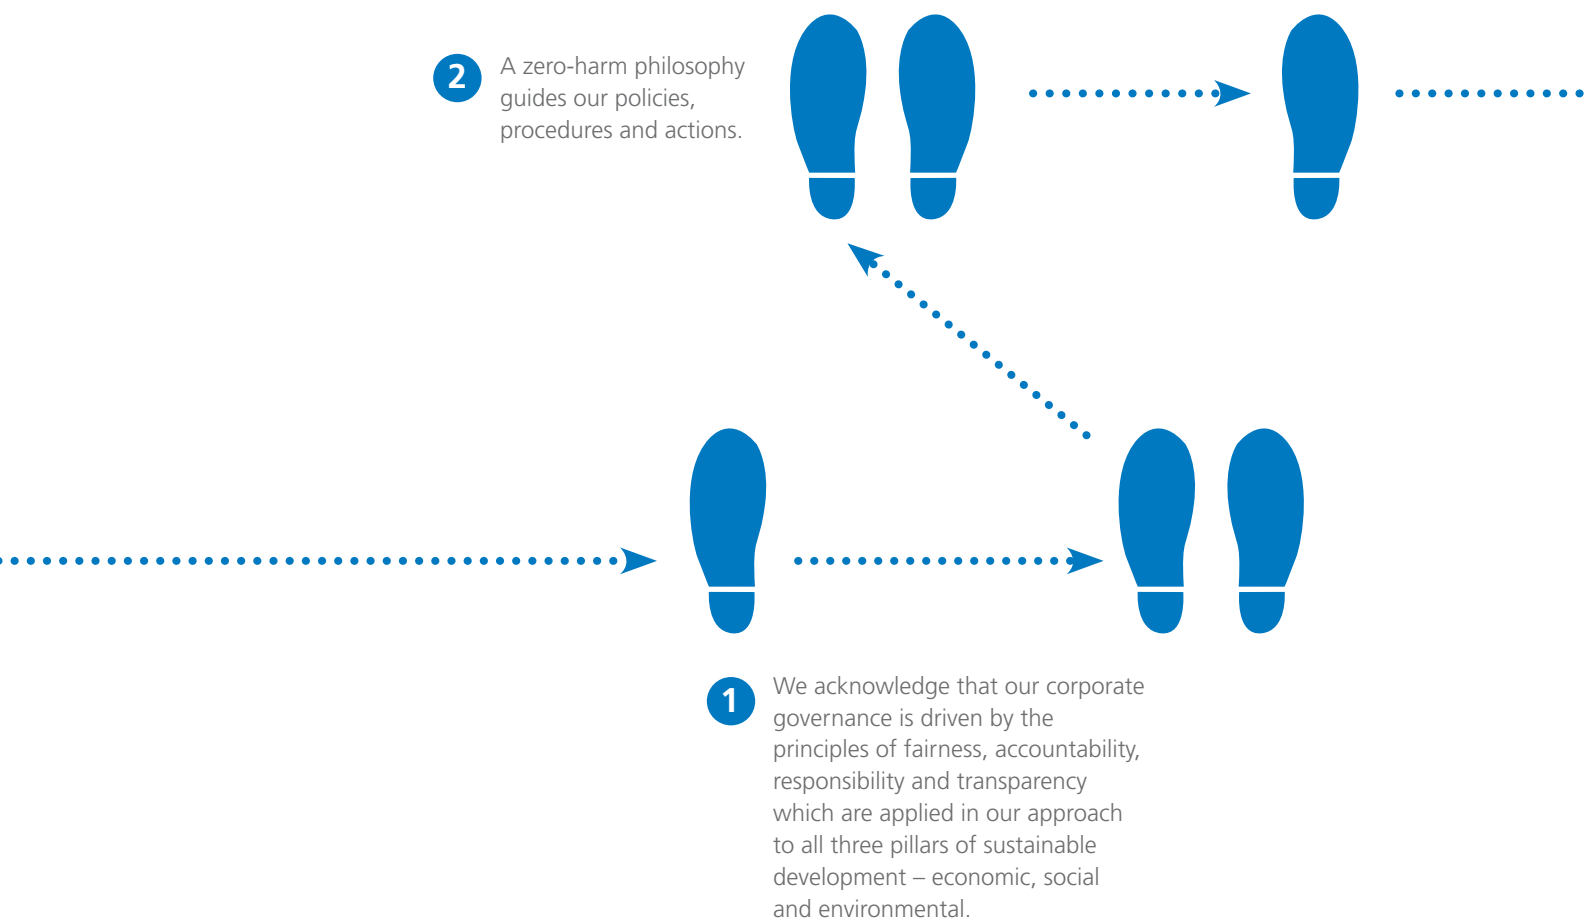 2
A zero-harm philosophy
guides our policies,
procedures and actions.
1
We acknowledge that our corporate
governance is driven by the
principles of fairness, accountability,
responsibility and transparency
which are applied in our approach
to all three pillars of sustainable
development – economic, social
and environmental.